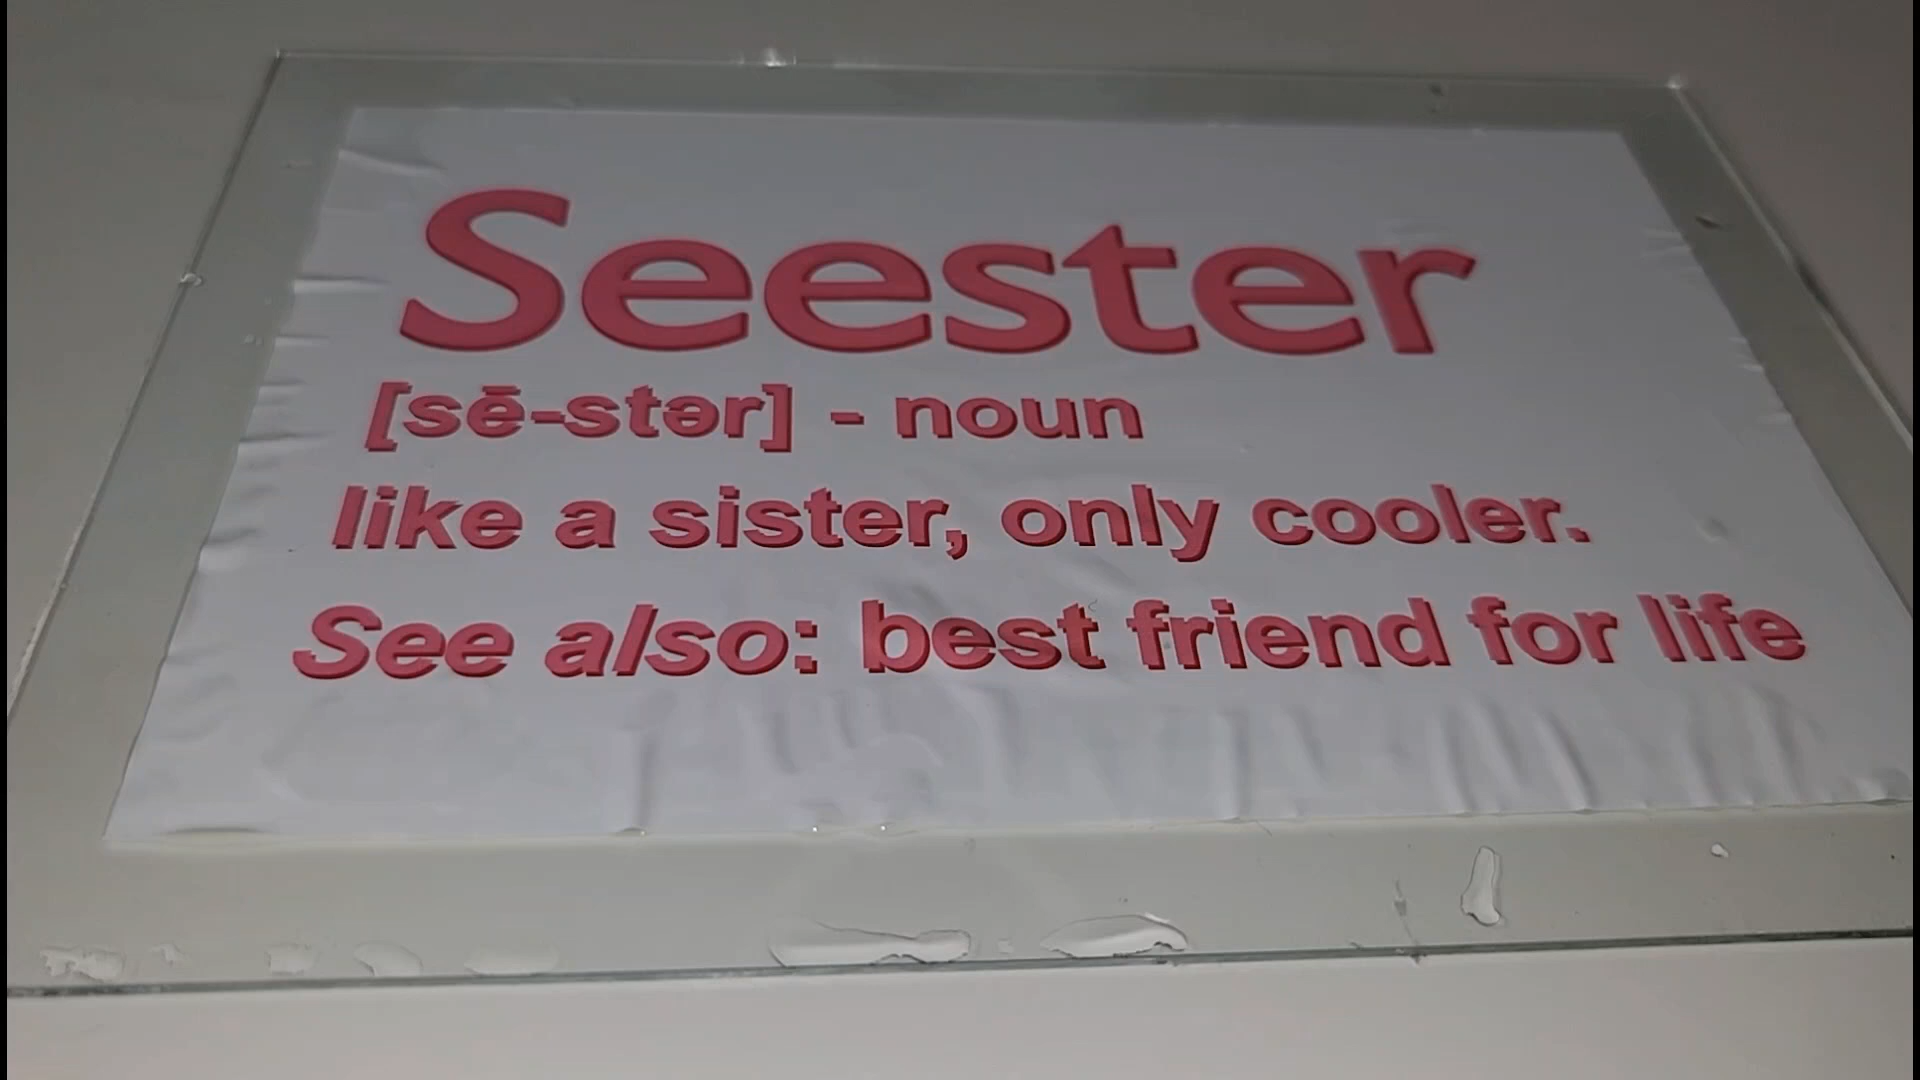 Seester
[sē-stər] - noun
like a sister, only cooler.
See also: best friend for life